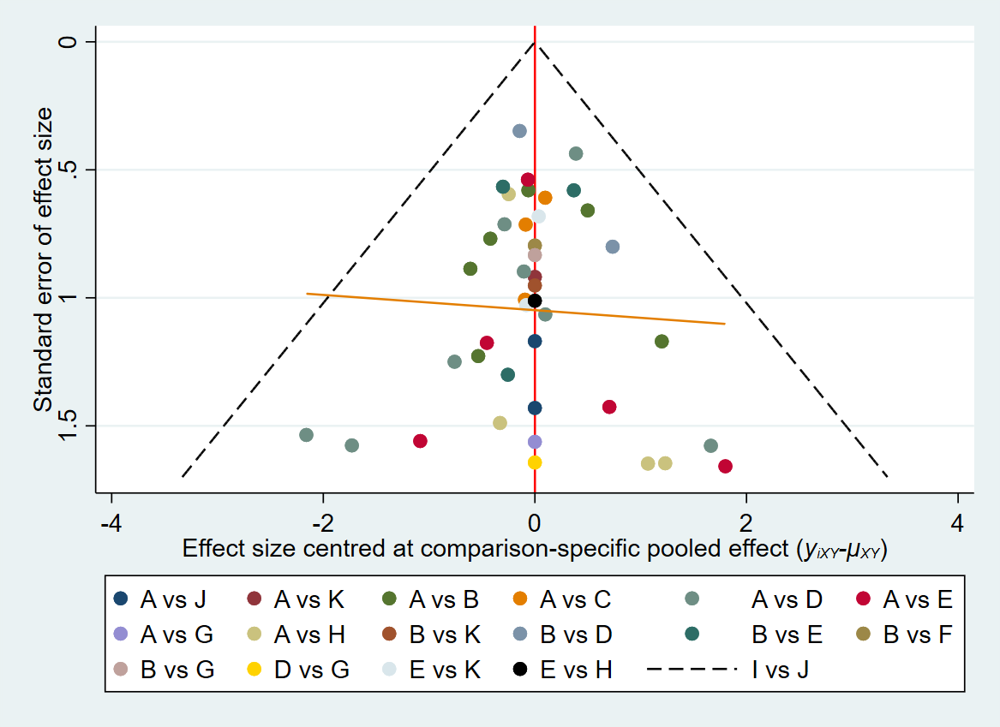 Standard error of effect size
0
.5
1
1.5
-4 -2 0 2 4
Effect size centred at comparison-specific pooled effect (yiXY-μXY)
A vs J A vs K A vs B A vs C A vs D A vs E
A vs G A vs H B vs K B vs D B vs E B vs F
B vs G D vs G E vs K E vs H I vs J